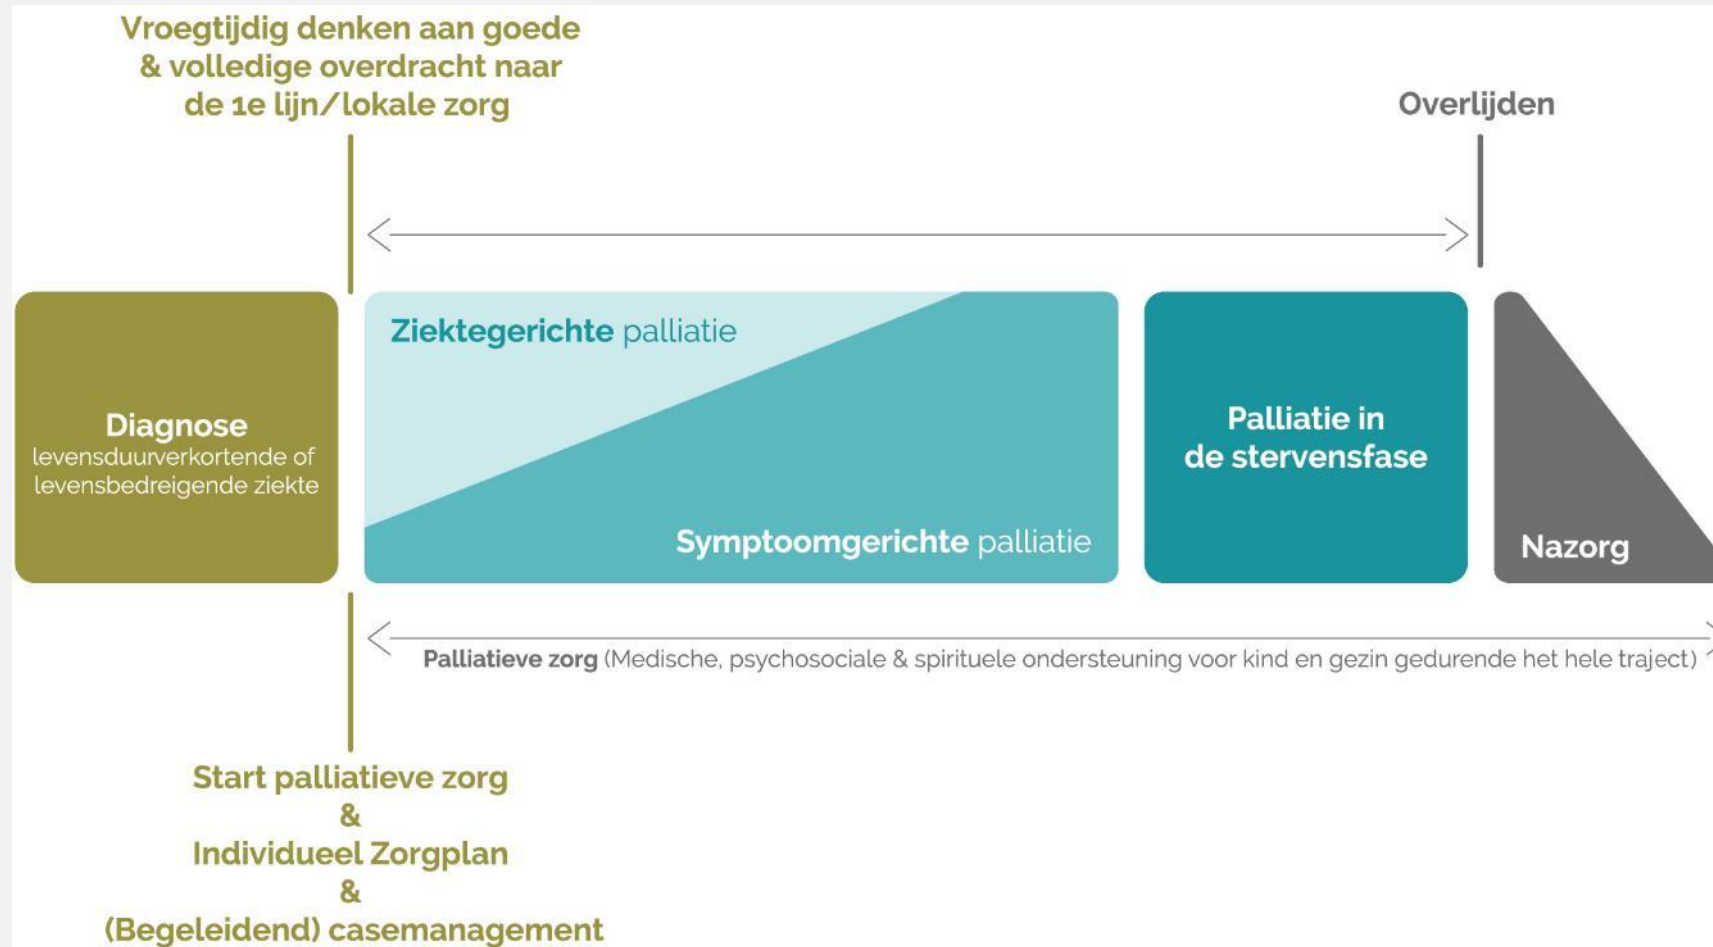 Vroegtijdig denken aan goede
& volledige overdracht naar
de 1e lijn/lokale zorg
Overlijden
Diagnose
levensduurverkortende of
levensbedreigende ziekte
Ziektegerichte palliatie
Symptoomgerichte palliatie
Palliatie in
de stervensfase
Nazorg
Palliatieve zorg (Medische, psychosociale & spirituele ondersteuning voor kind en gezin gedurende het hele traject)
Start palliatieve zorg
&
Individueel Zorgplan
&
(Begeleidend) casemanagement